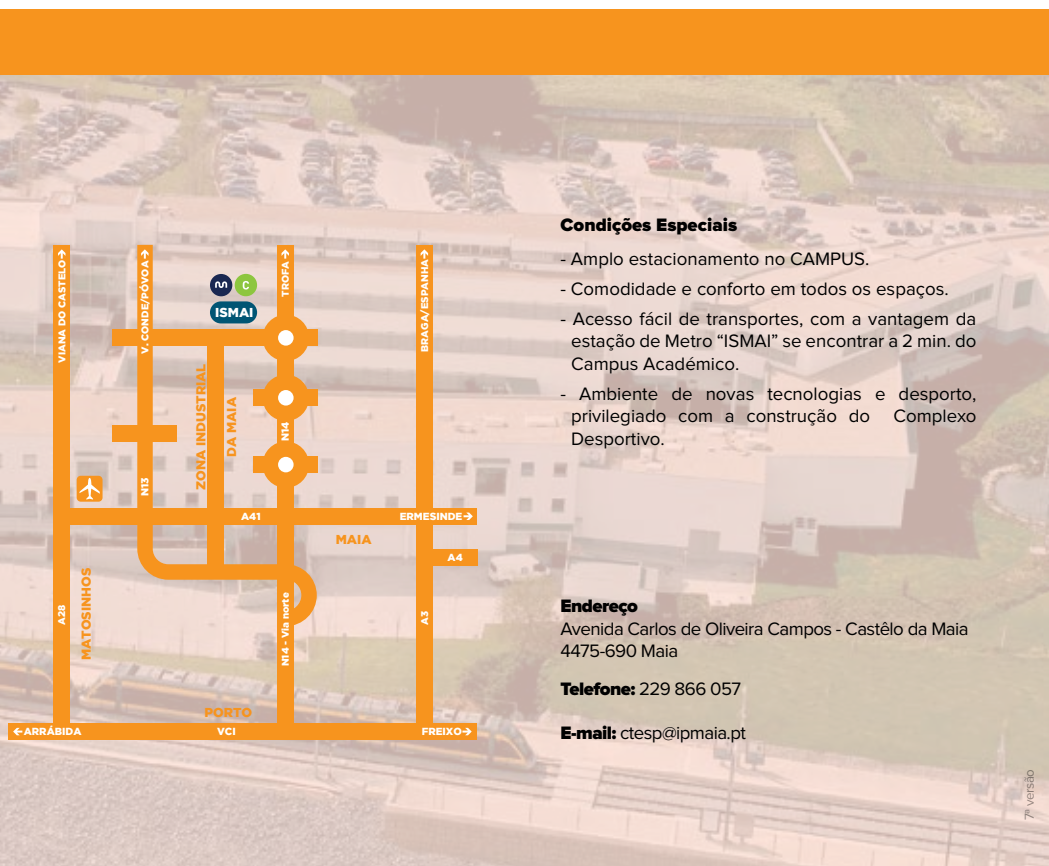 VIANA DO CASTELO→
V. CONDE/PÓVOA→
TROFA→
BRAGA/ESPANHA→
m C
ISMAI
ZONA INDUSTRIAL
DA MAIA
N14
N13
A41
ERMESINDE→
MAIA
A4
MATOSINHOS
A28
N14 - Via norte
A3
PORTO
←ARRÁBIDA
VCI
FREIXO→
Condições Especiais
- Amplo estacionamento no CAMPUS.
- Comodidade e conforto em todos os espaços.
- Acesso fácil de transportes, com a vantagem da
estação de Metro “ISMAI” se encontrar a 2 min. do
Campus Académico.
- Ambiente de novas tecnologias e desporto,
privilegiado com a construção do Complexo
Desportivo.
Endereço
Avenida Carlos de Oliveira Campos - Castêlo da Maia
4475-690 Maia
Telefone: 229 866 057
E-mail: ctesp@ipmaia.pt
7ª versão